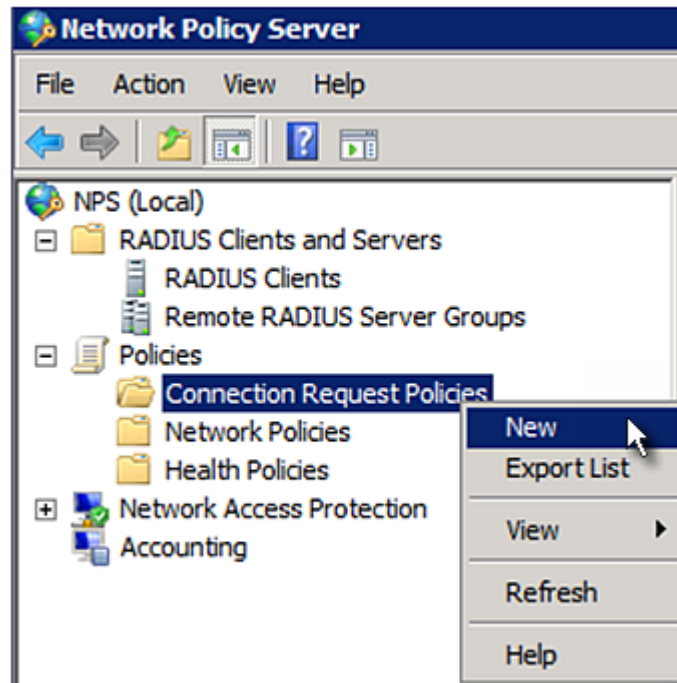 Network Policy Server
File Action View Help
NPS (Local)
RADIUS Clients and Servers
RADIUS Clients
Remote RADIUS Server Groups
Policies
Connection Request Policies
Network Policies
Health Policies
Network Access Protection
Accounting
New
Export List
View
Refresh
Help